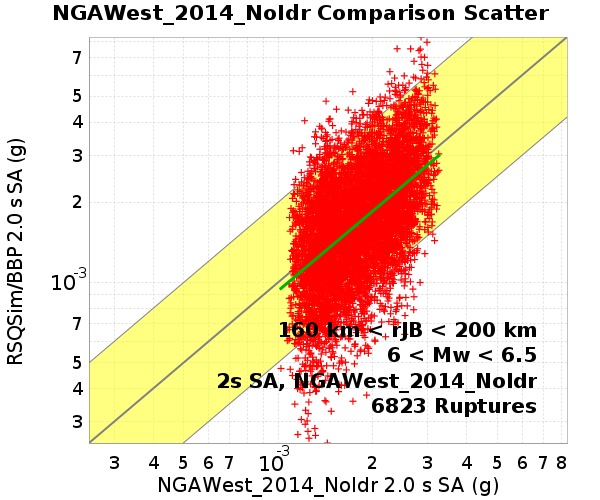 NGAWest_2014_NoIdr Comparison Scatter
RSQSim/BBP 2.0 s SA (g)
7
5
4
3
2
10-3
7
5
4
3
160 km < rJB < 200 km
6 < Mw < 6.5
2s SA, NGAWest_2014_NoIdr
6823 Ruptures
3 4 5 6 7 10-3 2 3 4 5 6 7 8
NGAWest_2014_NoIdr 2.0 s SA (g)